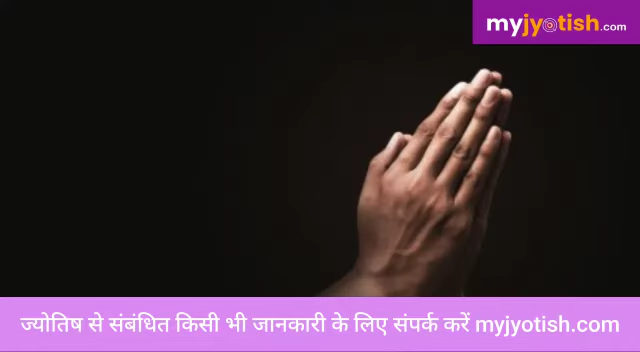 myjyotish.com
ज्योतिष से संबंधित किसी भी जानकारी के लिए संपर्क करें myjyotish.com